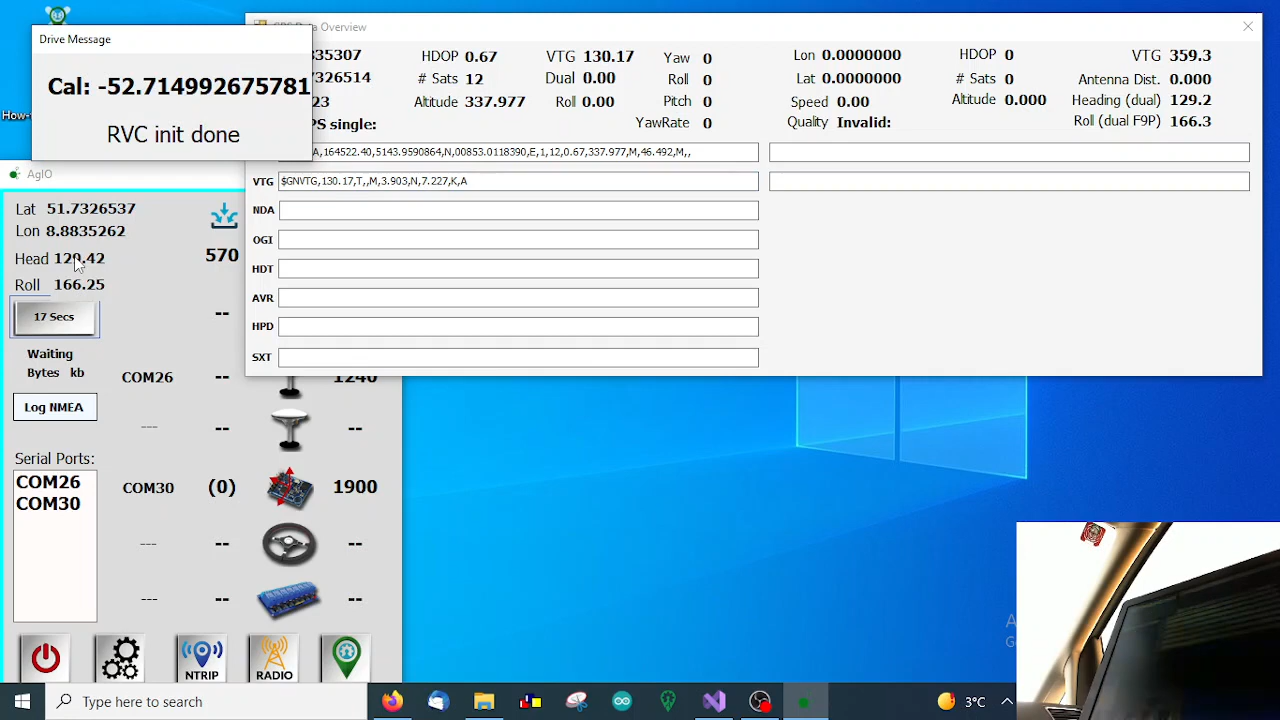 Drive Message
Cal: -52.714992675781
RVC init done
Data Overview
335307
HDOP 0.67
VTG 130.17
Yaw 0
Lon 0.0000000
HDOP 0
VTG 359.3
7326514
# Sats 12
Dual 0.00
Roll 0
Lat 0.0000000
# Sats 0
Antenna Dist. 0.000
23
Altitude 337.977
Roll 0.00
Pitch 0
Speed 0.00
Altitude 0.000
Heading (dual) 129.2
PS single:
YawRate 0
Quality Invalid:
Roll (dual F9P) 166.3
A,164522.40,5143.9590864,N,00853.0118390,E,1,12,0.67,337.977,M,46.492,M,,
VTG $GNVTG,130.17,T,,M,3.903,N,7.227,K,A
NDA
OGI
HDT
AVR
HPD
SXT
How-
AgIO
Lat 51.7326537
Lon 8.8835262
570
Head 129.42
Roll 166.25
17 Secs
--
Waiting
Bytes kb
COM26 -- 1240
Log NMEA
--- -- --
Serial Ports:
COM26
COM30
COM30 (0) 1900
--- -- --
--- -- --
NTRIP
RADIO
Type here to search
3°C